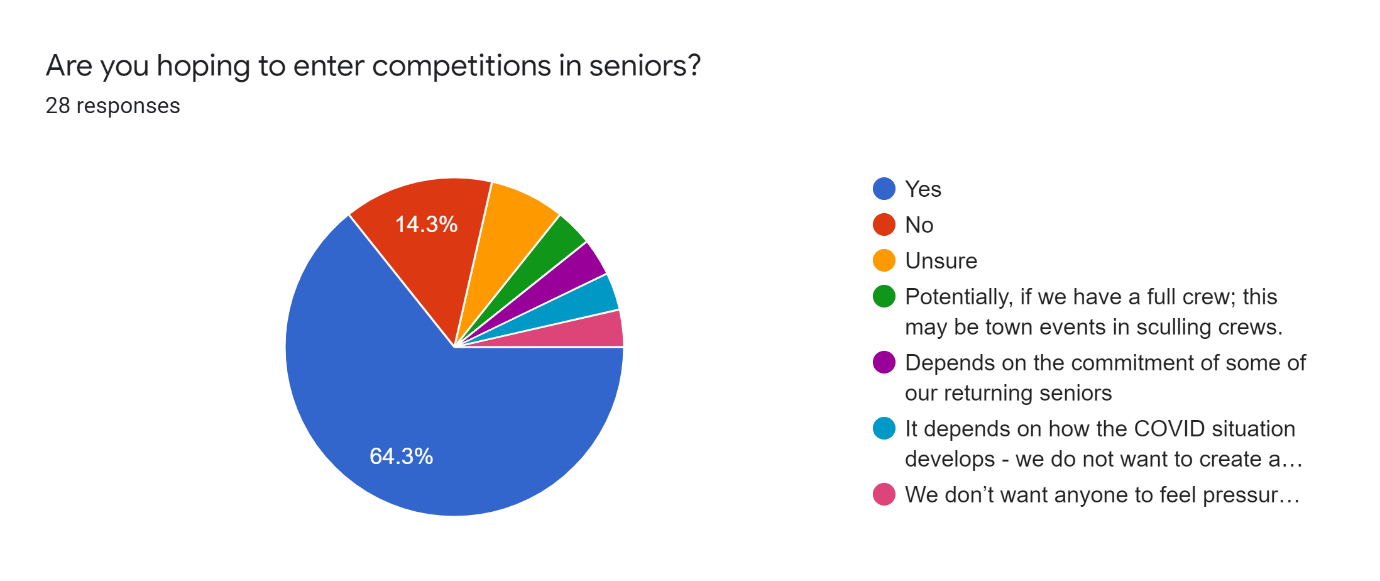 Are you hoping to enter competitions in seniors?
28 responses
14.3%
64.3%
Yes
No
Unsure
Potentially, if we have a full crew; this
may be town events in sculling crews.
Depends on the commitment of some of
our returning seniors
It depends on how the COVID situation
develops - we do not want to create a…
We don’t want anyone to feel pressur…